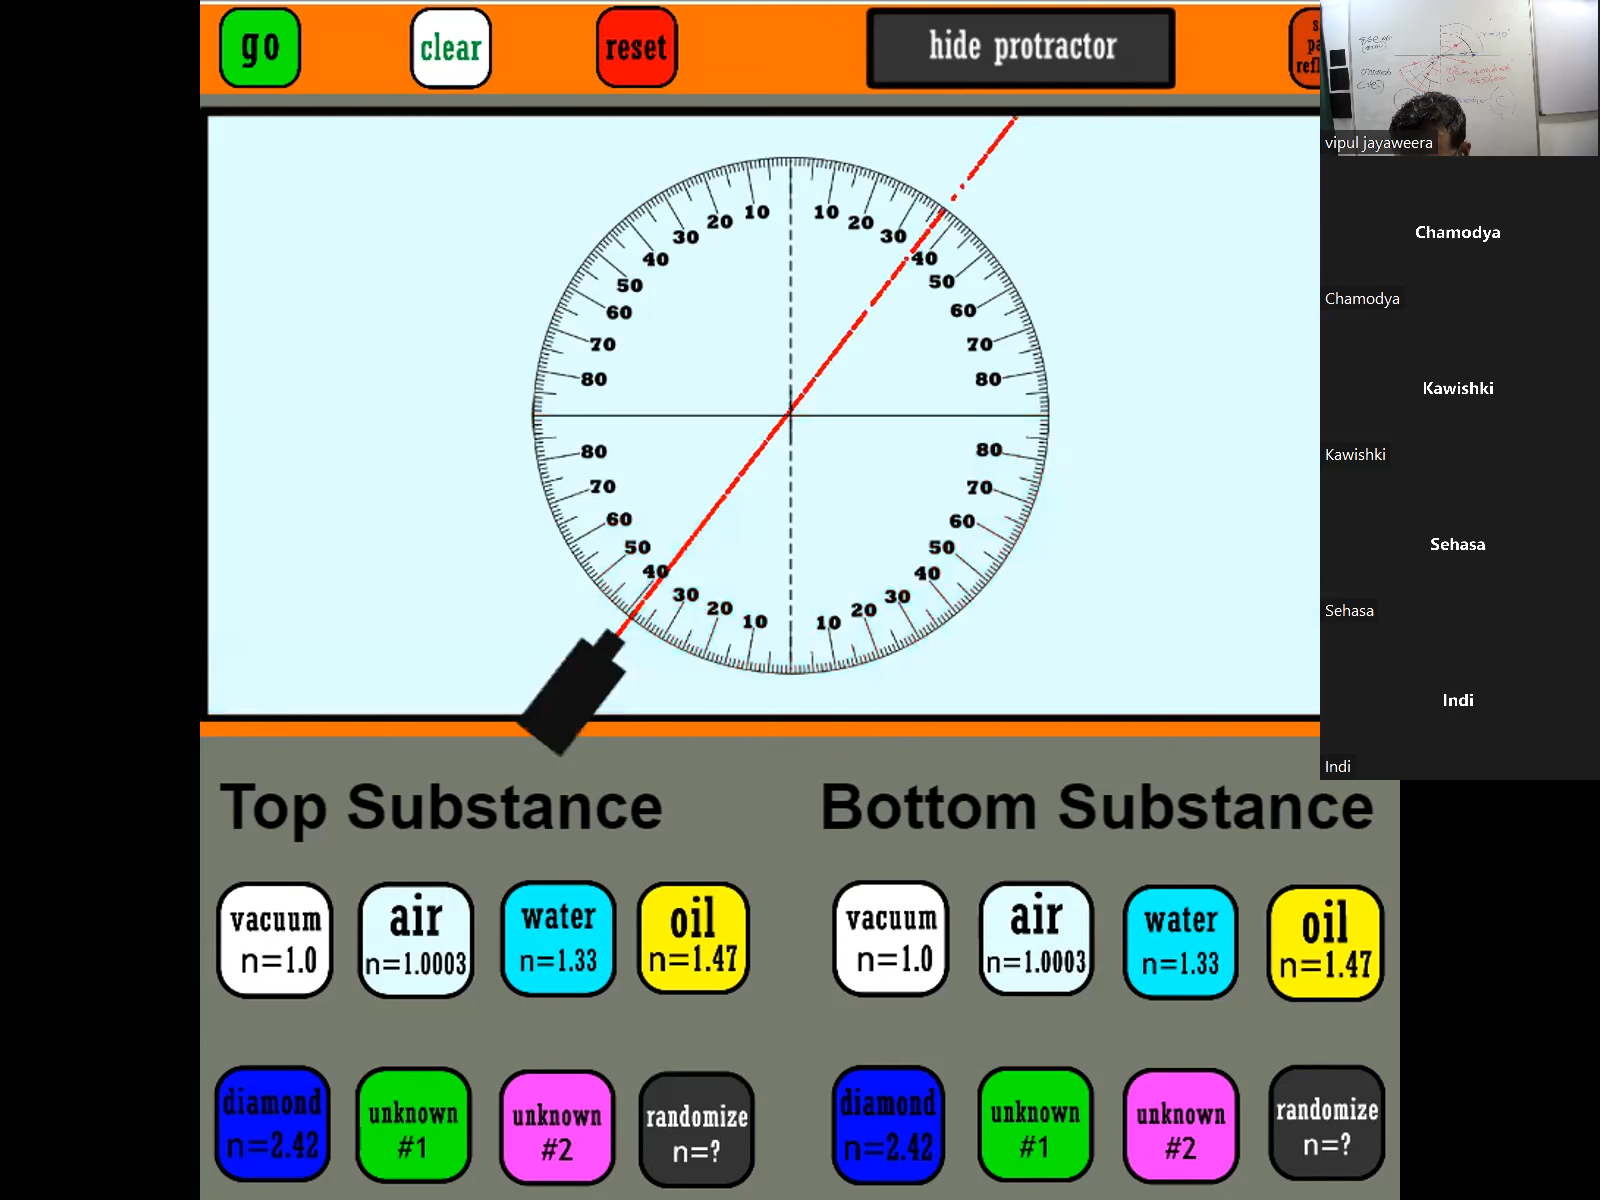 go
clear
reset
hide protractor
s
pa
refl
vipul jayaweera
10 10
20 20
30 30
40 40
50 50
60 60
70 70
80 80
80 80
70 70
60 60
50 50
40 40
30 30
20 20
10 10
Chamodya
Chamodya
Kawishki
Kawishki
Sehasa
Sehasa
Indi
Indi
Top Substance
vacuum
n=1.0
air
n=1.0003
water
n=1.33
oil
n=1.47
diamond
n=2.42
unknown
#1
unknown
#2
randomize
n=?
Bottom Substance
vacuum
n=1.0
air
n=1.0003
water
n=1.33
oil
n=1.47
diamond
n=2.42
unknown
#1
unknown
#2
randomize
n=?